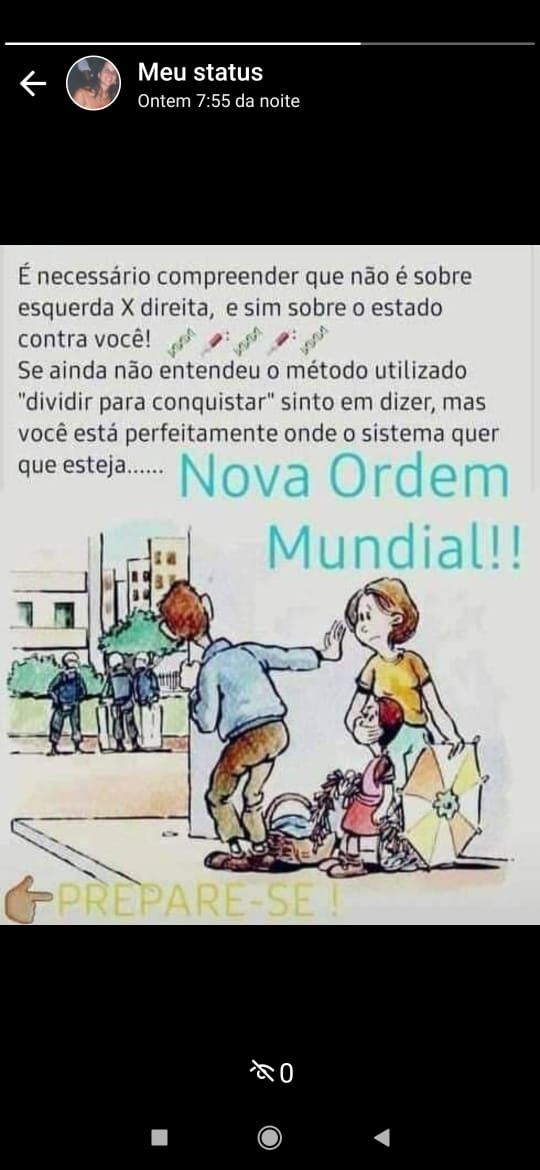 Meu status
Ontem 7:55 da noite
É necessário compreender que não é sobre
esquerda X direita, e sim sobre o estado
contra você!
Se ainda não entendeu o método utilizado
"dividir para conquistar" sinto em dizer, mas
você está perfeitamente onde o sistema quer
que esteja......
Nova Ordem
Mundial!!
PREPARE-SE !
0